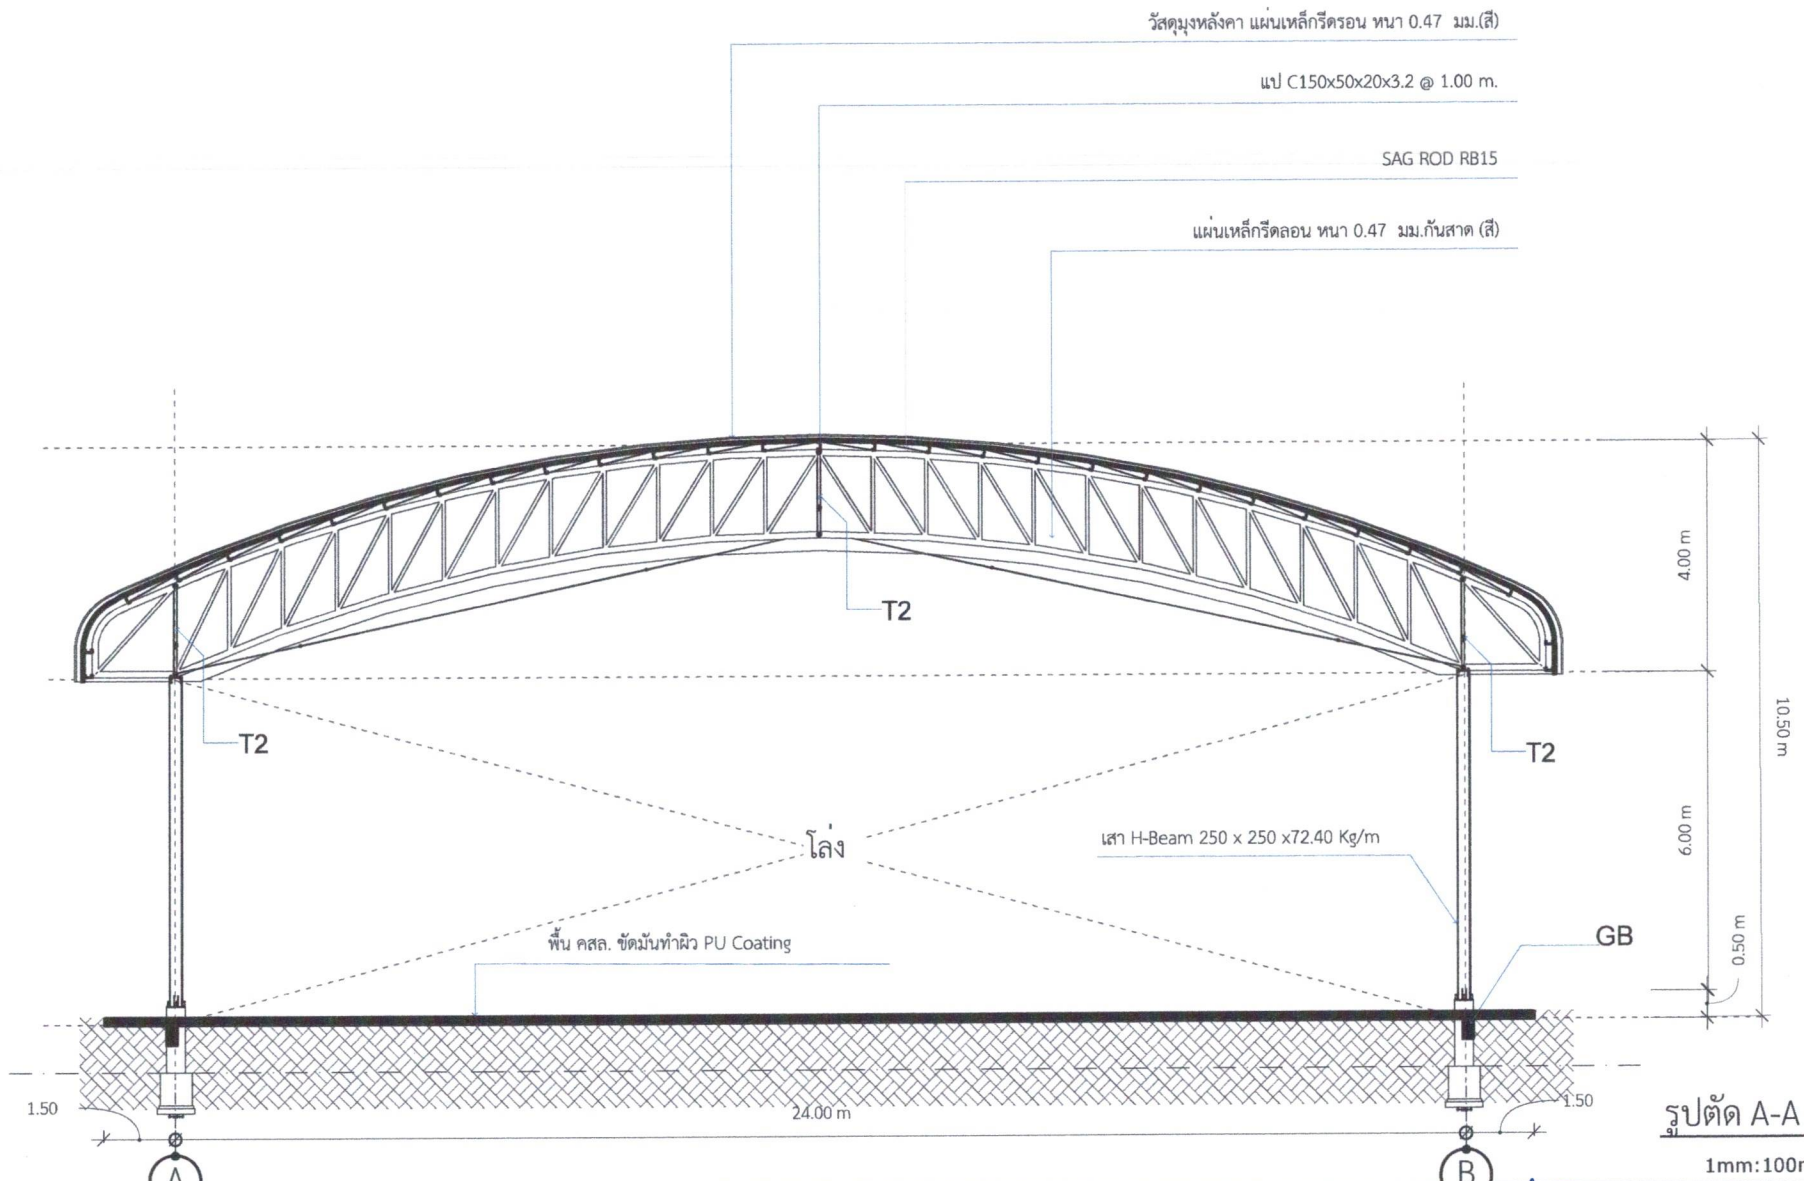 วัสดุมุงหลังคา แผ่นเหล็กรีดรอน หนา 0.47 มม.(สี)
แป C150x50x20x3.2 @ 1.00 m.
SAG ROD RB15
แผ่นเหล็กรีดลอน หนา 0.47 มม.กันสาด (สี)
4.00 m
T2
T2
T2
10.50 m
6.00 m
โล่ง
เสา H-Beam 250 x 250 x72.40 Kg/m
พื้น คสล. ขัดมันทำผิว PU Coating
GB
0.50 m
1.50
24.00 m
1.50
รูปตัด A-A
1mm:100m
A
B